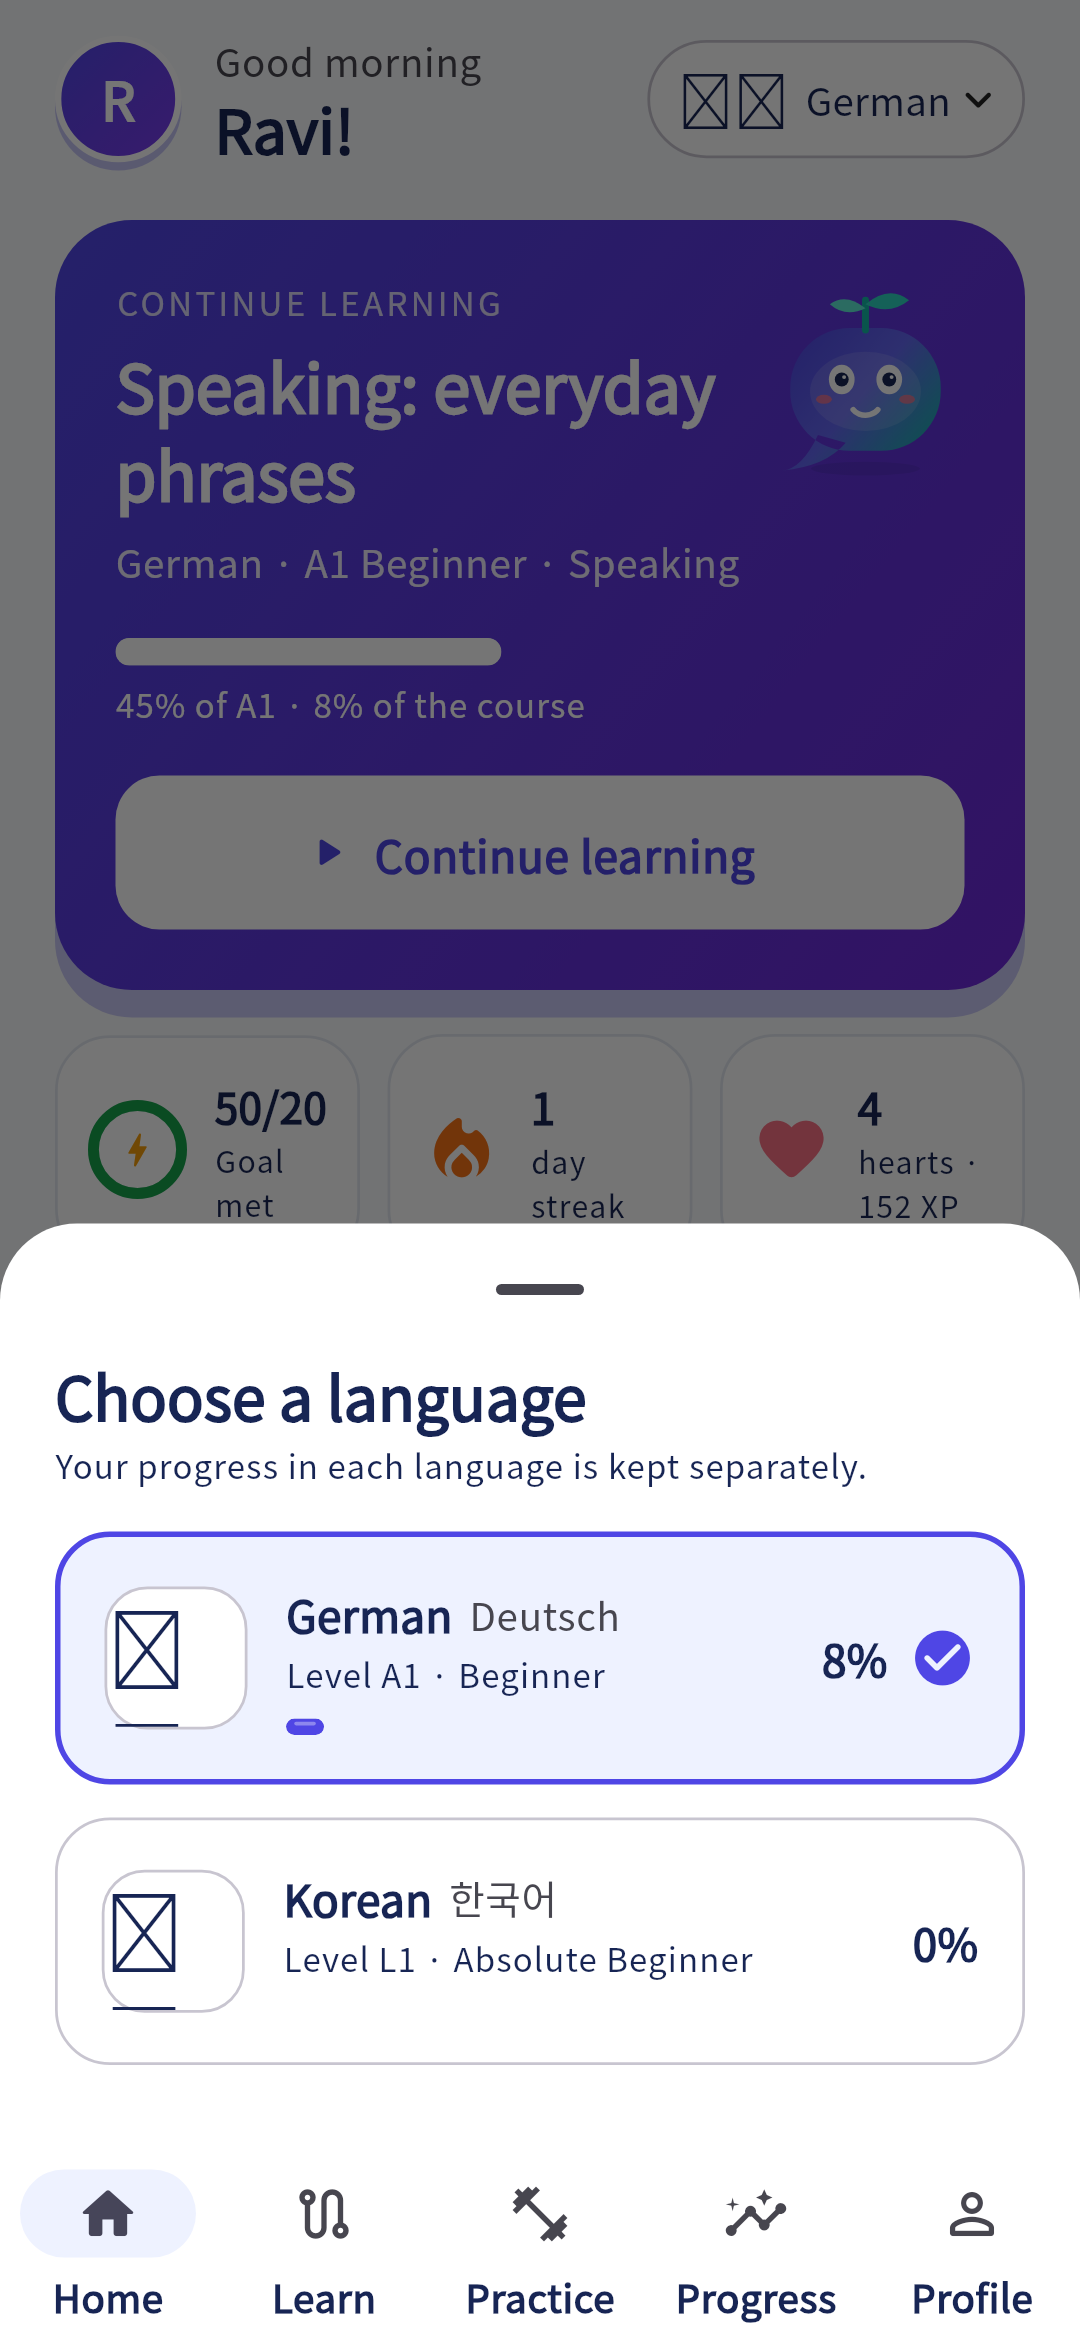 R
Good morning
Ravi!
German
CONTINUE LEARNING
Speaking: everyday
phrases
German · A1 Beginner · Speaking
45% of A1 · 8% of the course
Continue learning
50/20
Goal
met
1
day
streak
4
hearts ·
152 XP
Choose a language
Your progress in each language is kept separately.
German Deutsch
Level A1 · Beginner
8%
Korean 한국어
Level L1 · Absolute Beginner
0%
Home
Learn
Practice
Progress
Profile